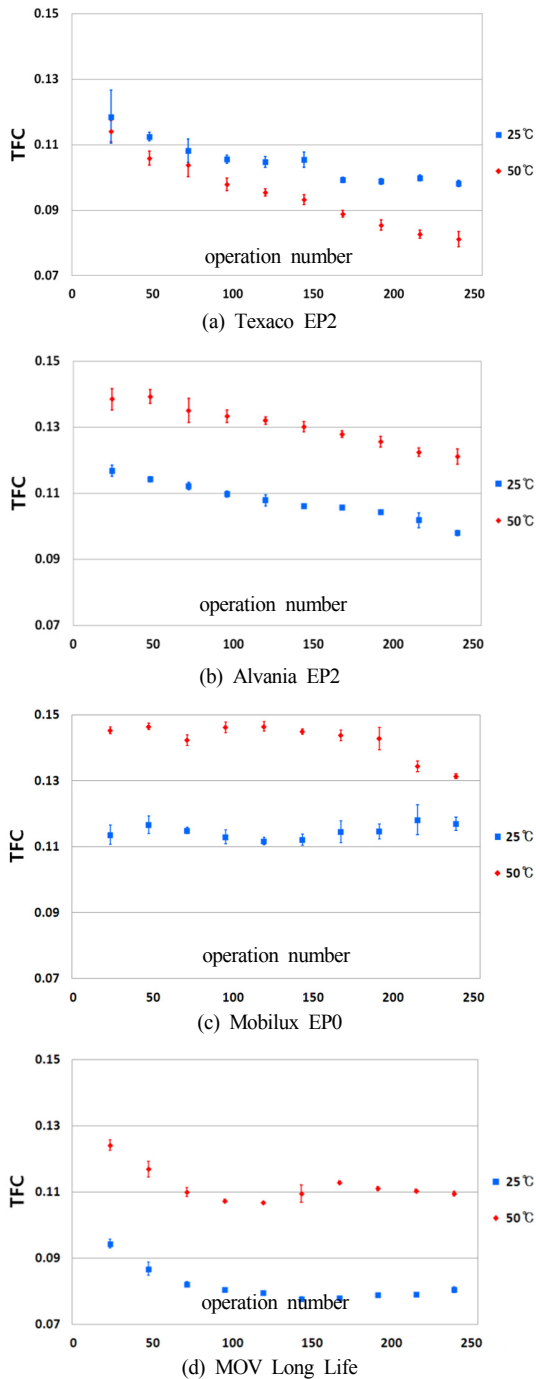 0.15
0.13
0.11
0.09
0.07
TFC
25℃
50℃
operation number
0 50 100 150 200 250
(a) Texaco EP2
0.15
0.13
0.11
0.09
0.07
TFC
25℃
50℃
operation number
0 50 100 150 200 250
(b) Alvania EP2
0.15
0.13
0.11
0.09
0.07
TFC
25℃
50℃
operation number
0 50 100 150 200 250
(c) Mobilux EP0
0.15
0.13
0.11
0.09
0.07
TFC
25℃
50℃
operation number
0 50 100 150 200 250
(d) MOV Long Life